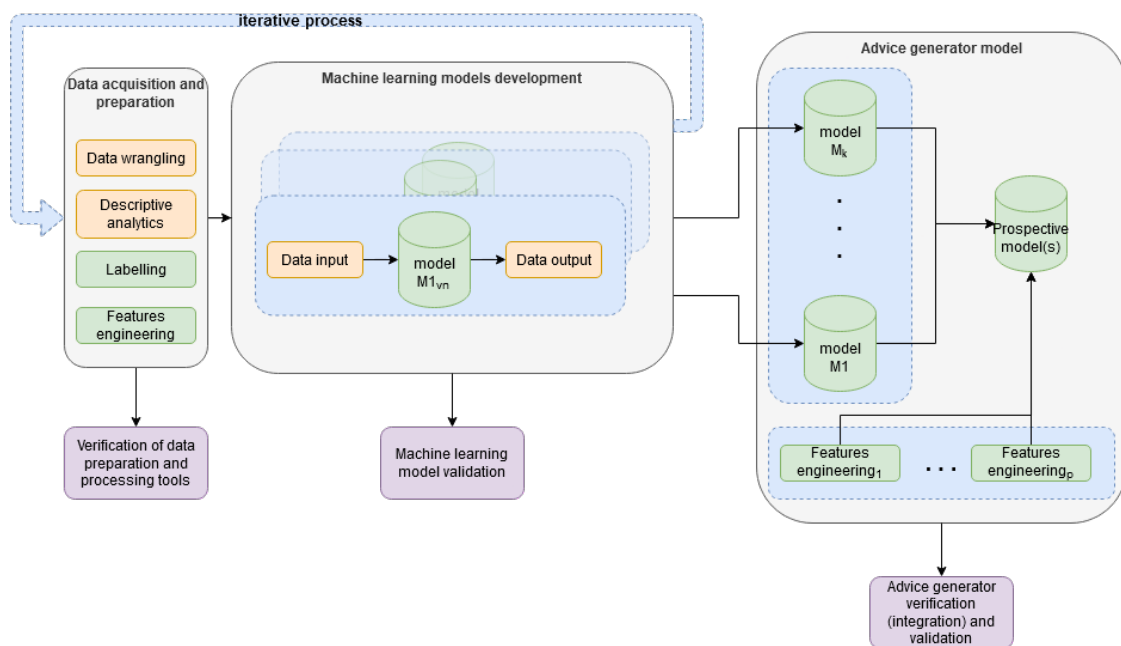 iterative process
Data acquisition and
preparation
Data wrangling
Descriptive
analytics
Labelling
Features
engineering
Verification of data
preparation and
processing tools
Machine learning models development
model
Data input
model
M1vn
Data output
Machine learning
model validation
Advice generator model
model
Mk
.
.
.
model
M1
Prospective
model(s)
Features
engineering1
. . .
Features
engineeringp
Advice generator
verification
(integration) and
validation